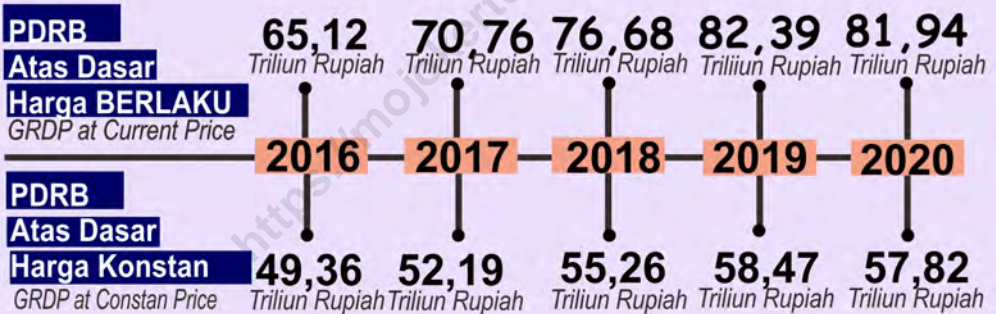 PDRB
Atas Dasar
Harga BERLAKU
GRDP at Current Price
65,12 70,76 76,68 82,39 81,94
Triliun Rupiah Triliun Rupiah Triliun Rupiah Triliiun Rupiah Triliun Rupiah
2016 2017 2018 2019 2020
PDRB
Atas Dasar
Harga Konstan
GRDP at Constan Price
49,36 52,19 55,26 58,47 57,82
Triliun Rupiah Triliun Rupiah Triliun Rupiah Triliun Rupiah Triliun Rupiah